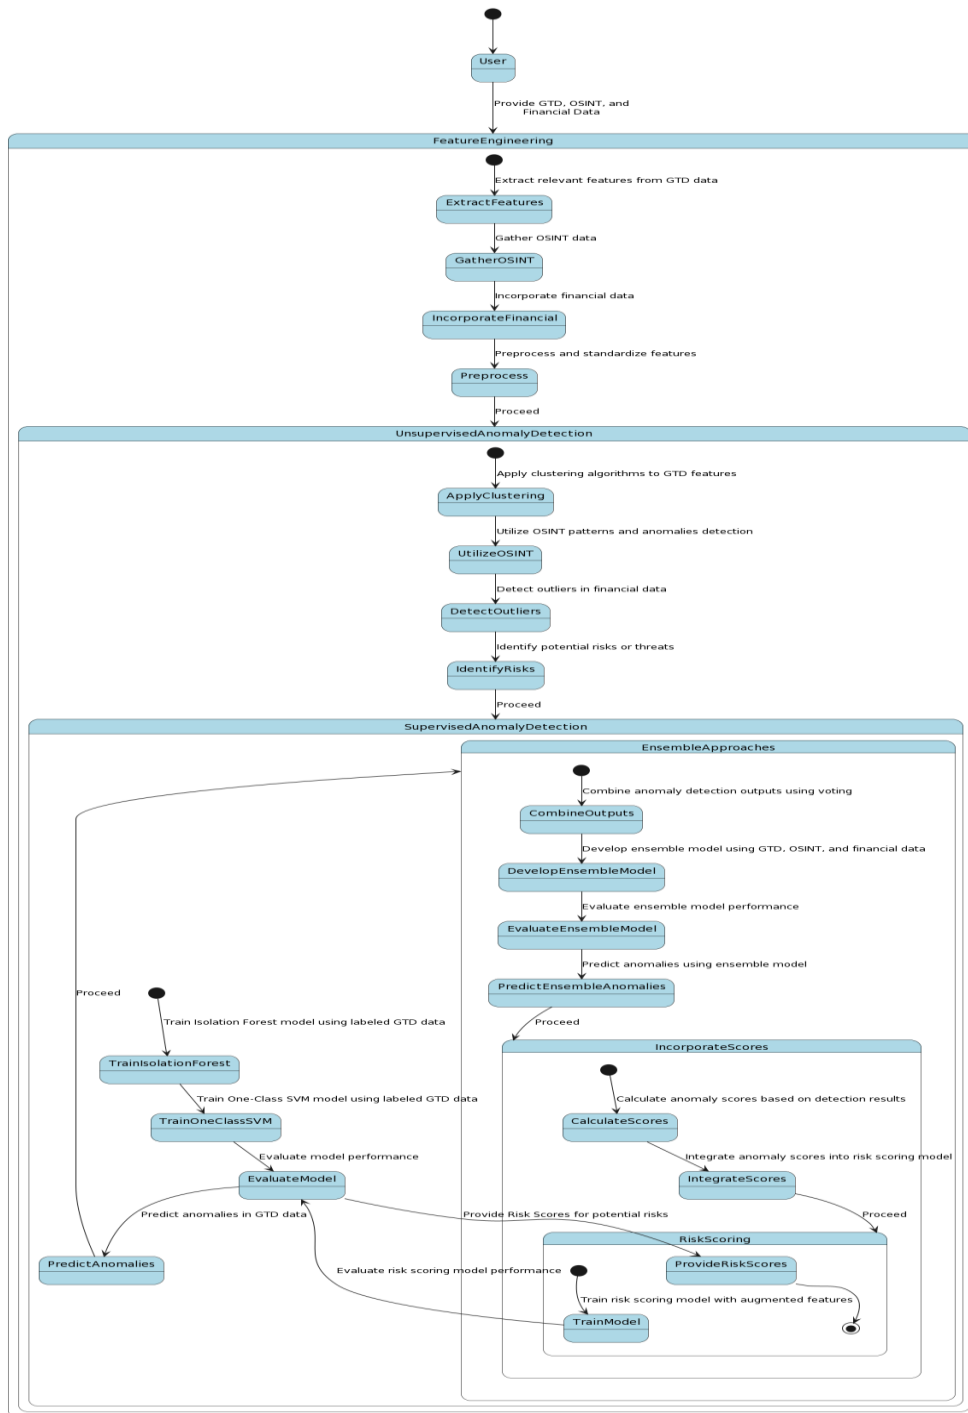 User
Provide GTD, OSINT, and
Financial Data
FeatureEngineering
Extract relevant features from GTD data
ExtractFeatures
Gather OSINT data
GatherOSINT
Incorporate financial data
IncorporateFinancial
Preprocess and standardize features
Preprocess
Proceed
UnsupervisedAnomalyDetection
Apply clustering algorithms to GTD features
ApplyClustering
Utilize OSINT patterns and anomalies detection
UtilizeOSINT
Detect outliers in financial data
DetectOutliers
Identify potential risks or threats
IdentifyRisks
Proceed
SupervisedAnomalyDetection
EnsembleApproaches
Combine anomaly detection outputs using voting
CombineOutputs
Develop ensemble model using GTD, OSINT, and financial data
DevelopEnsembleModel
Evaluate ensemble model performance
EvaluateEnsembleModel
Predict anomalies using ensemble model
PredictEnsembleAnomalies
Proceed
Proceed
Train Isolation Forest model using labeled GTD data
IncorporateScores
TrainIsolationForest
Calculate anomaly scores based on detection results
Train One-Class SVM model using labeled GTD data
TrainOneClassSVM
CalculateScores
Evaluate model performance
Integrate anomaly scores into risk scoring model
EvaluateModel
IntegrateScores
Predict anomalies in GTD data
Provide Risk Scores for potential risks
Proceed
RiskScoring
PredictAnomalies
ProvideRiskScores
Evaluate risk scoring model performance
Train risk scoring model with augmented features
TrainModel